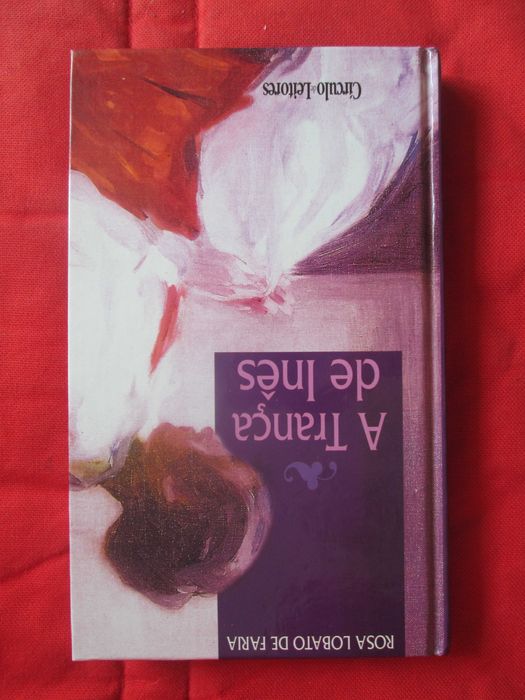 ROSA LOBATO DE FARIA
A Trança
de Inês
Círculo de Leitores